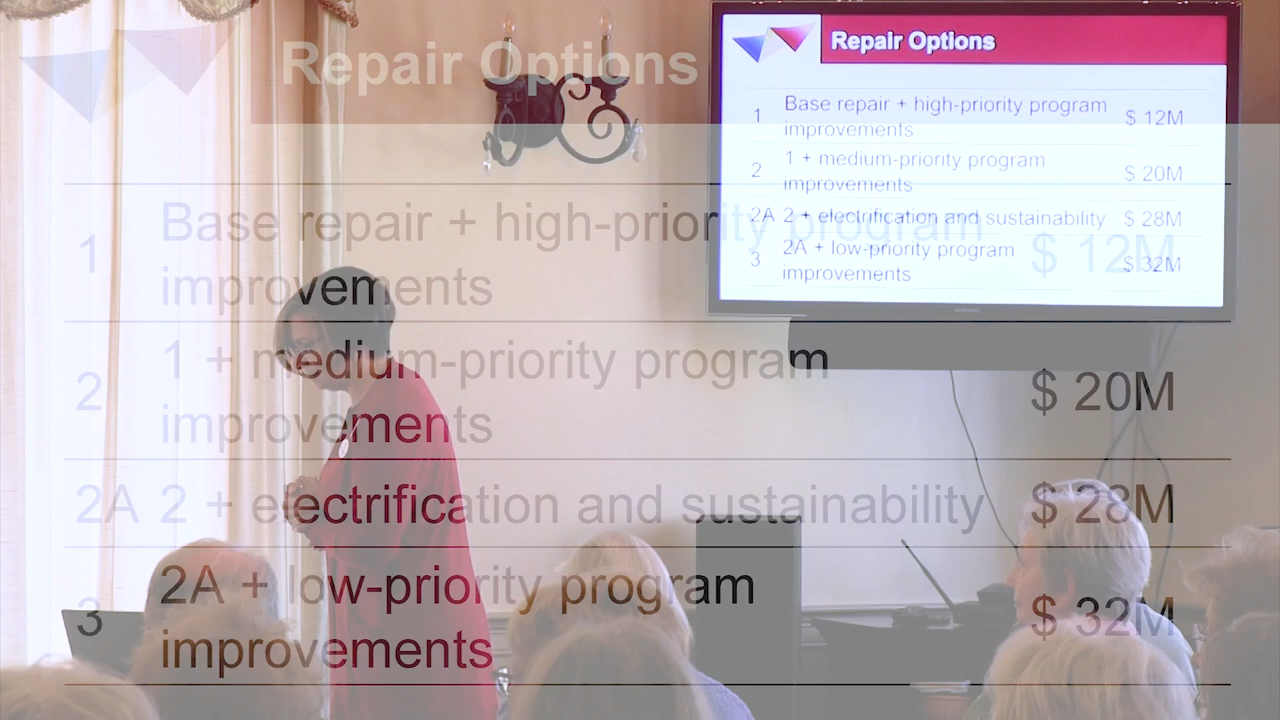 Repair Options
1 Base repair + high-priority program
improvements $ 12M
2 1 + medium-priority program
improvements $ 20M
2A 2 + electrification and sustainability $ 28M
3 2A + low-priority program
improvements $ 32M
Repair Options
1 Base repair + high-priority program
improvements $ 12M
2 1 + medium-priority program
improvements $ 20M
2A 2 + electrification and sustainability $ 28M
3 2A + low-priority program
improvements $ 32M